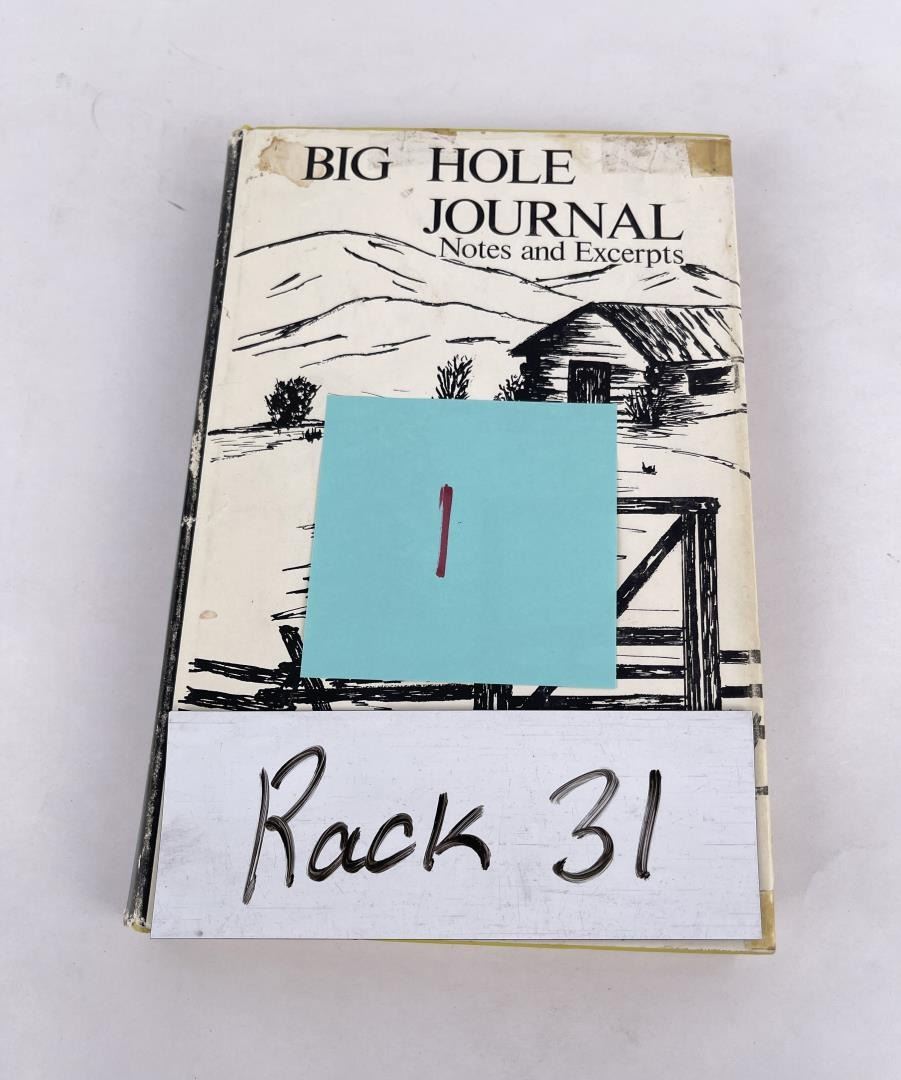 BIG HOLE
JOURNAL
Notes and Excerpts
1
Rack 31